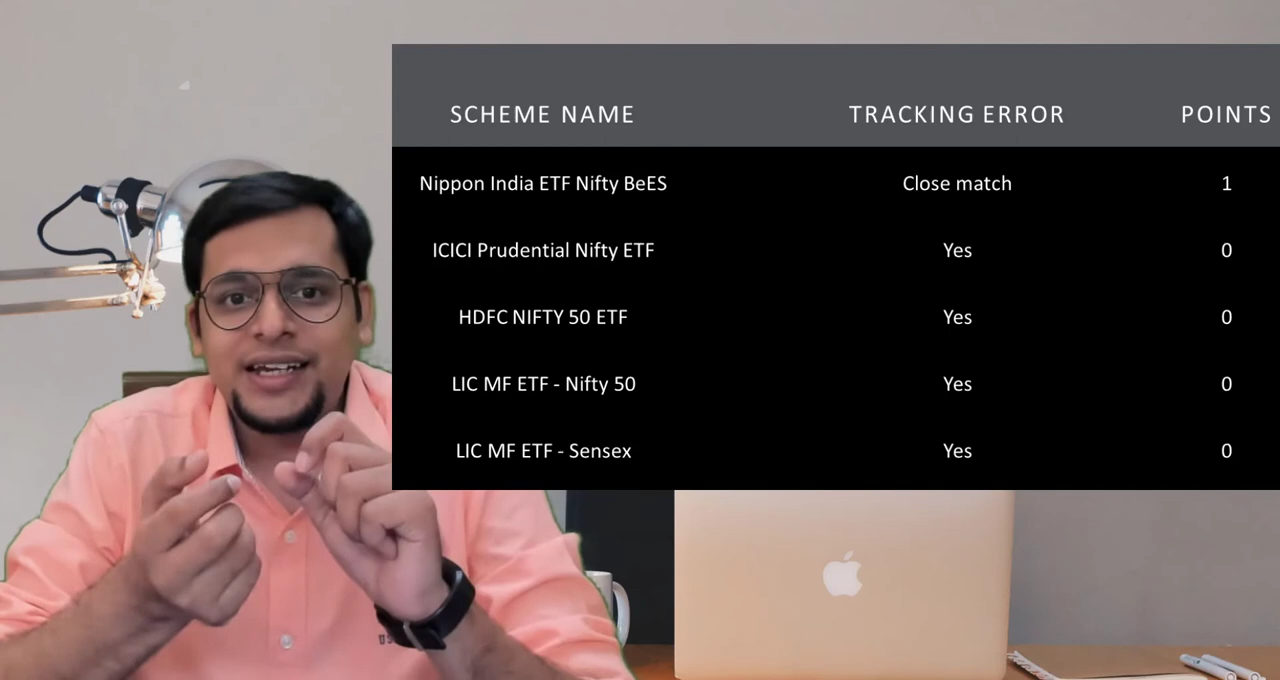 SCHEME NAME TRACKING ERROR POINTS
Nippon India ETF Nifty BeES Close match 1
ICICI Prudential Nifty ETF Yes 0
HDFC NIFTY 50 ETF Yes 0
LIC MF ETF - Nifty 50 Yes 0
LIC MF ETF - Sensex Yes 0